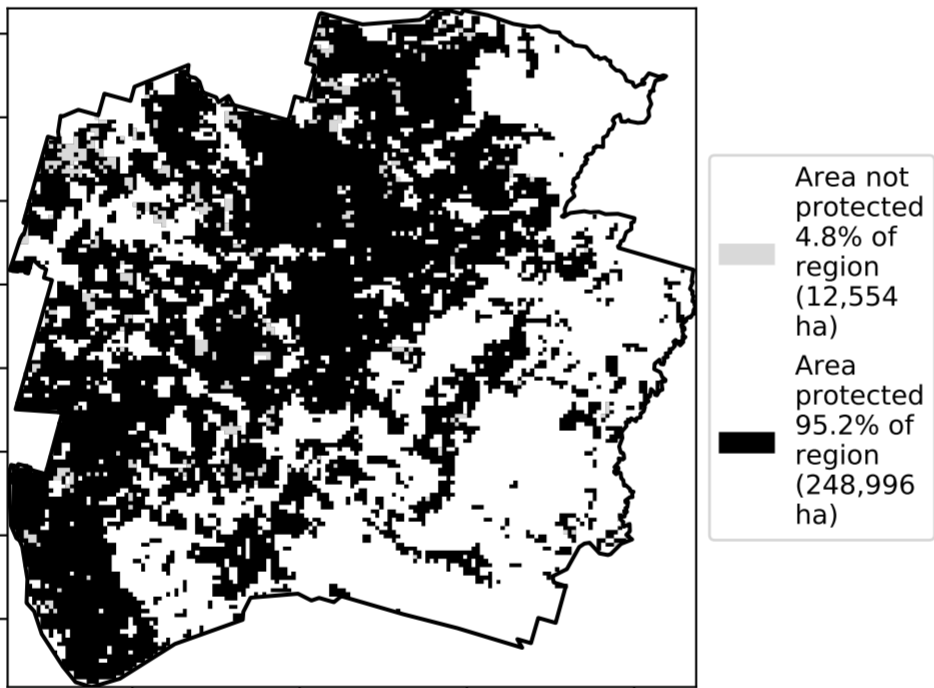 Area not
protected
4.8% of
region
(12,554
ha)
Area
protected
95.2% of
region
(248,996
ha)